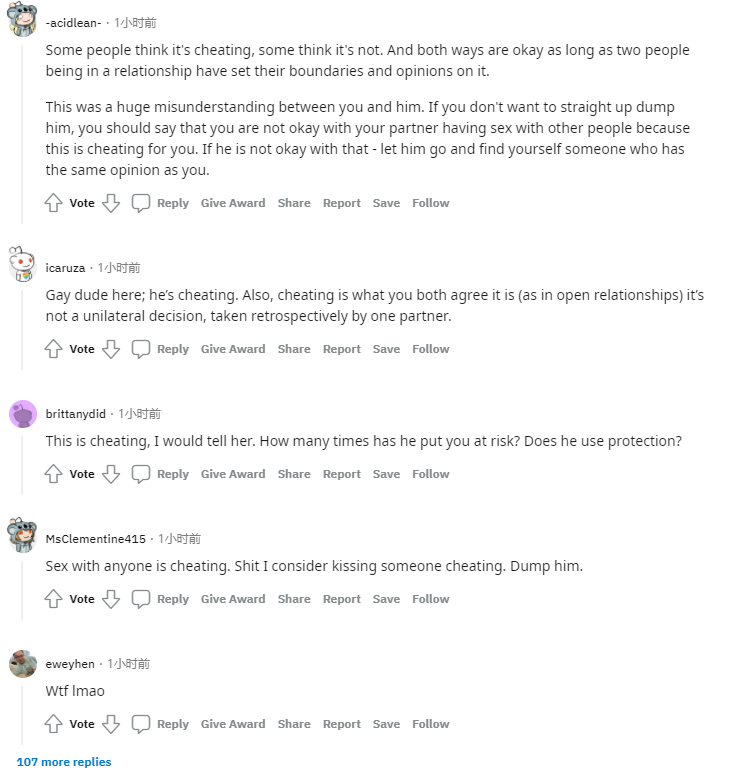 -acidlean- · 1小时前
Some people think it's cheating, some think it's not. And both ways are okay as long as two people
being in a relationship have set their boundaries and opinions on it.
This was a huge misunderstanding between you and him. If you don't want to straight up dump
him, you should say that you are not okay with your partner having sex with other people because
this is cheating for you. If he is not okay with that - let him go and find yourself someone who has
the same opinion as you.
Vote Reply Give Award Share Report Save Follow
icaruza · 1小时前
Gay dude here; he’s cheating. Also, cheating is what you both agree it is (as in open relationships) it’s
not a unilateral decision, taken retrospectively by one partner.
Vote Reply Give Award Share Report Save Follow
brittanydid · 1小时前
This is cheating, I would tell her. How many times has he put you at risk? Does he use protection?
Vote Reply Give Award Share Report Save Follow
MsClementine415 · 1小时前
Sex with anyone is cheating. Shit I consider kissing someone cheating. Dump him.
Vote Reply Give Award Share Report Save Follow
eweyhen · 1小时前
Wtf lmao
Vote Reply Give Award Share Report Save Follow
107 more replies